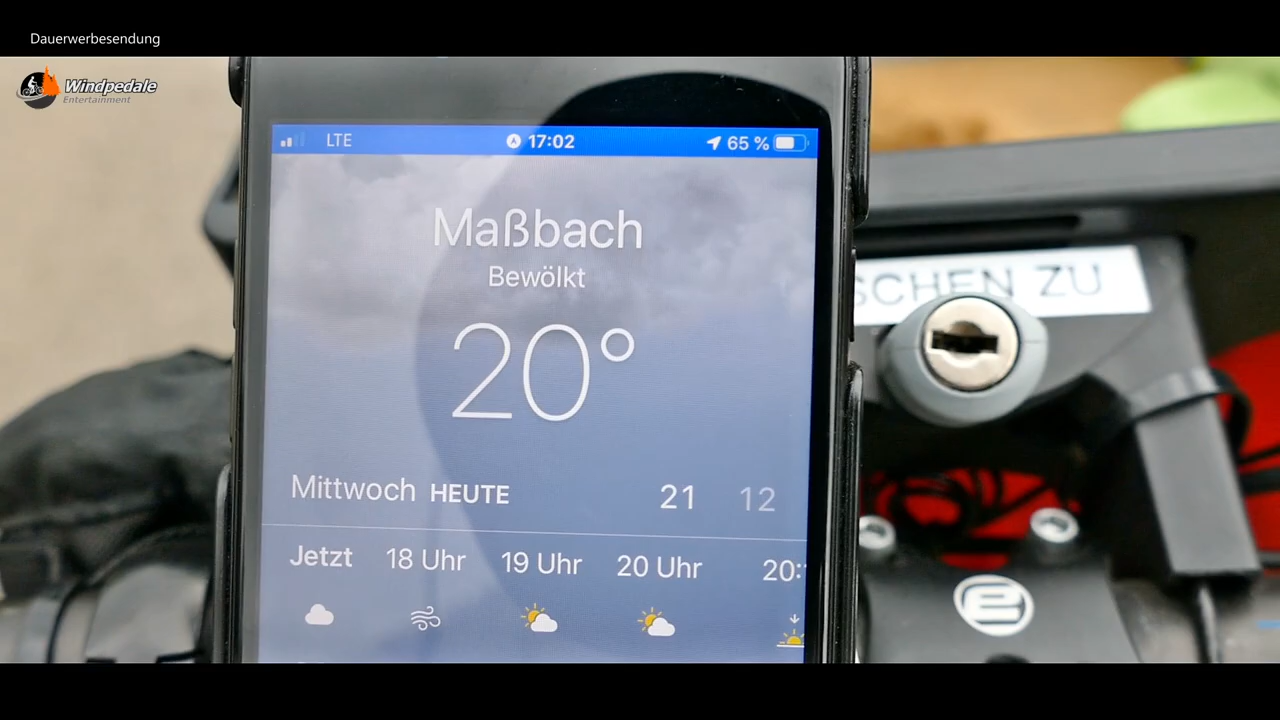 Dauerwerbesendung
Windpedale
Entertainment
LTE 17:02 65 %
Maßbach
Bewölkt
20°
Mittwoch HEUTE 21 12
Jetzt 18 Uhr 19 Uhr 20 Uhr 20:
SCHEN ZU
e